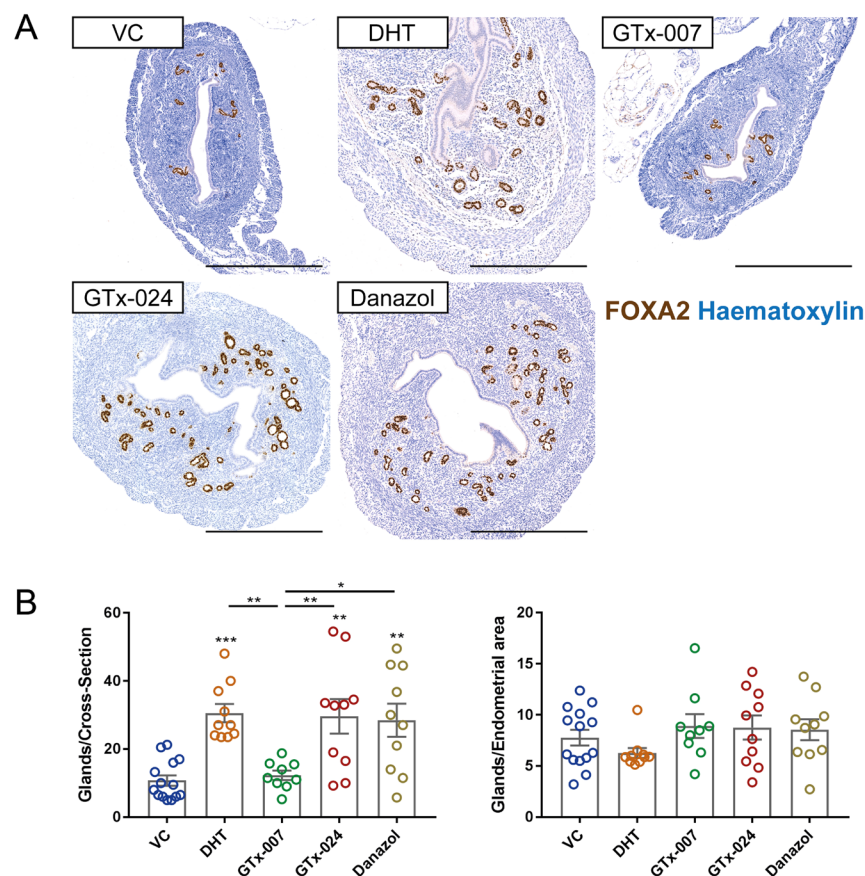 A
VC
DHT
GTx-007
GTx-024
Danazol
FOXA2 Haematoxylin
B
Glands/Cross-Section
60
40
20
0
***
**
**
*
**
**
VC
DHT
GTx-007
GTx-024
Danazol
Glands/Endometrial area
20
15
10
5
0
VC
DHT
GTx-007
GTx-024
Danazol